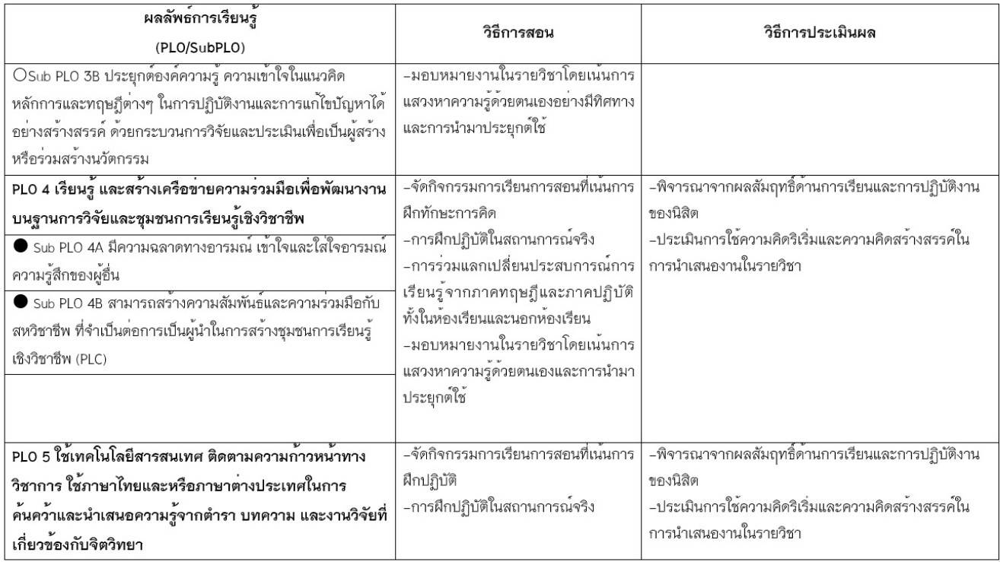 ผลลัพธ์การเรียนรู้
(PLO/SubPLO)
วิธีการสอน
วิธีการประเมินผล
○Sub PLO 3B ประยุกต์องค์ความรู้ ความเข้าใจในแนวคิด
หลักการและทฤษฎีต่างๆ ในการปฏิบัติงานและการแก้ไขปัญหาได้
อย่างสร้างสรรค์ ด้วยกระบวนการวิจัยและประเมินเพื่อเป็นผู้สร้าง
หรือร่วมสร้างนวัตกรรม
-มอบหมายงานในรายวิชาโดยเน้นการ
แสวงหาความรู้ด้วยตนเองอย่างมีทิศทาง
และการนำมาประยุกต์ใช้
PLO 4 เรียนรู้ และสร้างเครือข่ายความร่วมมือเพื่อพัฒนางาน
บนฐานการวิจัยและชุมชนการเรียนรู้เชิงวิชาชีพ
● Sub PLO 4A มีความฉลาดทางอารมณ์ เข้าใจและใส่ใจอารมณ์
ความรู้สึกของผู้อื่น
● Sub PLO 4B สามารถสร้างความสัมพันธ์และความร่วมมือกับ
สหวิชาชีพ ที่จำเป็นต่อการเป็นผู้นำในการสร้างชุมชนการเรียนรู้
เชิงวิชาชีพ (PLC)
-จัดกิจกรรมการเรียนการสอนที่เน้นการ
ฝึกทักษะการคิด
-การฝึกปฏิบัติในสถานการณ์จริง
-การร่วมแลกเปลี่ยนประสบการณ์การ
เรียนรู้จากภาคทฤษฎีและภาคปฏิบัติ
ทั้งในห้องเรียนและนอกห้องเรียน
-มอบหมายงานในรายวิชาโดยเน้นการ
แสวงหาความรู้ด้วยตนเองและการนำมา
ประยุกต์ใช้
-พิจารณาจากผลสัมฤทธิ์ด้านการเรียนและการปฏิบัติงาน
ของนิสิต
-ประเมินการใช้ความคิดริเริ่มและความคิดสร้างสรรค์ใน
การนำเสนองานในรายวิชา
PLO 5 ใช้เทคโนโลยีสารสนเทศ ติดตามความก้าวหน้าทาง
วิชาการ ใช้ภาษาไทยและหรือภาษาต่างประเทศในการ
ค้นคว้าและนำเสนอความรู้จากตำรา บทความ และงานวิจัยที่
เกี่ยวข้องกับจิตวิทยา
-จัดกิจกรรมการเรียนการสอนที่เน้นการ
ฝึกปฏิบัติ
-การฝึกปฏิบัติในสถานการณ์จริง
-พิจารณาจากผลสัมฤทธิ์ด้านการเรียนและการปฏิบัติงาน
ของนิสิต
-ประเมินการใช้ความคิดริเริ่มและความคิดสร้างสรรค์ใน
การนำเสนองานในรายวิชา